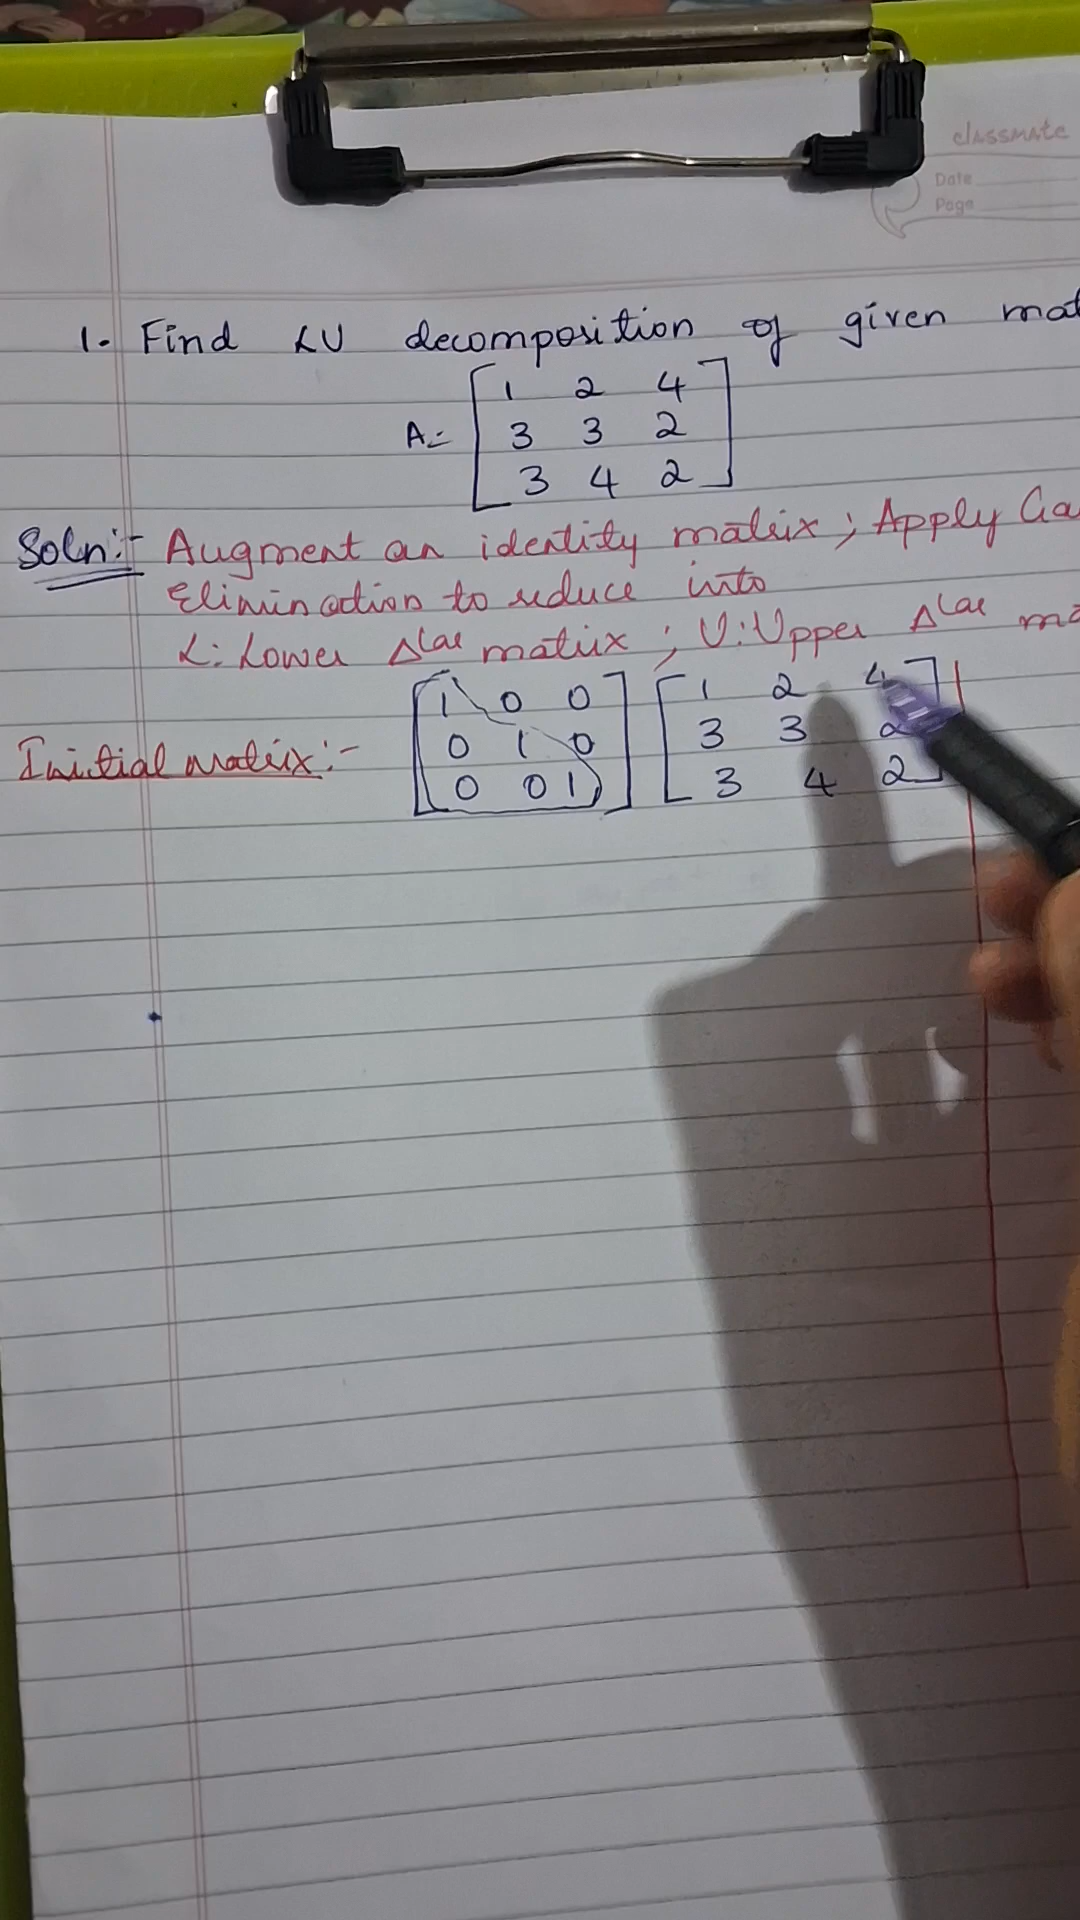 classmate
Date
Page
1. Find LU decomposition of given mat
1 2 4
A= 3 3 2
3 4 2
Soln:- Augment an identity matrix; Apply Ga
Elimination to reduce into
L: Lower Δlar matrix ; U: Upper Δlar ma
1 0 0 1 2 4
Initial matrix:- 0 1 0 3 3 2
0 0 1 3 4 2